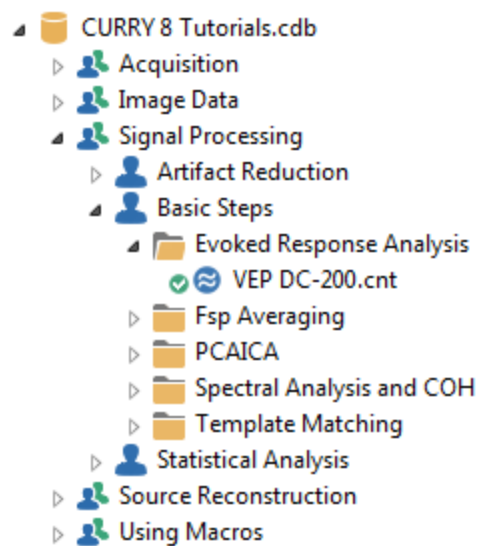 CURRY 8 Tutorials.cdb
Acquisition
Image Data
Signal Processing
Artifact Reduction
Basic Steps
Evoked Response Analysis
VEP DC-200.cnt
Fsp Averaging
PCAICA
Spectral Analysis and COH
Template Matching
Statistical Analysis
Source Reconstruction
Using Macros